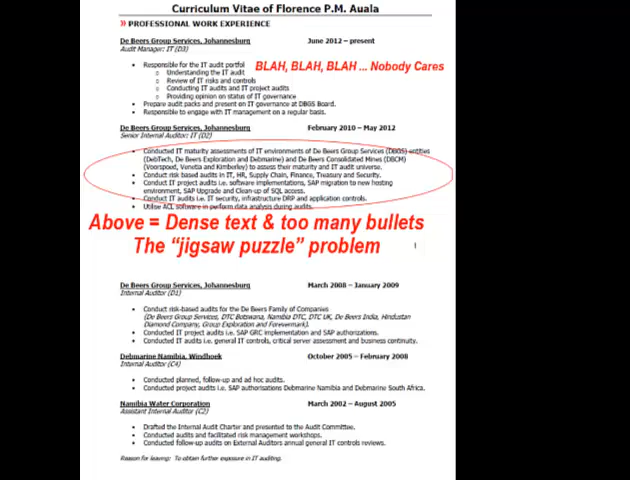 Curriculum Vitae of Florence P.M. Auala
» PROFESSIONAL WORK EXPERIENCE
De Beers Group Services, Johannesburg June 2012 – present
Audit Manager: IT (D3)
• Responsible for the IT audit portfol BLAH, BLAH, BLAH ... Nobody Cares
o Understanding the IT audit
o Review of IT risks and controls
o Conducting IT audits and IT project audits
o Providing opinion on status of IT governance
• Prepare audit packs and present on IT governance at DBGS Board.
• Responsible to engage with IT management on a regular basis.
De Beers Group Services, Johannesburg February 2010 – May 2012
Senior Internal Auditor: IT (D2)
• Conducted IT maturity assessments of IT environments of De Beers Group Services (DBGS) entities
(DebTech, De Beers Exploration and Debmarine) and De Beers Consolidated Mines (DBCM)
(Voorspoed, Venetia and Kimberley) to assess their maturity and IT audit universe.
• Conduct risk based audits in IT, HR, Supply Chain, Finance, Treasury and Security.
• Conduct IT project audits i.e. software implementations, SAP migration to new hosting
environment, SAP Upgrade and Clean-up of SQL access.
• Conduct IT audits i.e. IT security, infrastructure DRP and application controls.
• Utilise ACL software in perform data analysis during audits.
Above = Dense text & too many bullets
The "jigsaw puzzle" problem
De Beers Group Services, Johannesburg March 2008 – January 2009
Internal Auditor (D1)
• Conduct risk-based audits for the De Beers Family of Companies
(De Beers Group Services, DTC Botswana, Namibia DTC, DTC UK, De Beers India, Hindustan
Diamond Company, Group Exploration and Forevermark).
• Conducted IT project audits i.e. SAP GRC implementation and SAP authorizations.
• Conducted IT audits i.e. general IT controls, critical server assessment and business continuity.
Debmarine Namibia, Windhoek October 2005 – February 2008
Internal Auditor (C4)
• Conducted planned, follow-up and ad hoc audits.
• Conducted project audits i.e. SAP authorisations Debmarine Namibia and Debmarine South Africa.
Namibia Water Corporation March 2002 – August 2005
Assistant Internal Auditor (C2)
• Drafted the Internal Audit Charter and presented to the Audit Committee.
• Conducted audits and facilitated risk management workshops.
• Conducted follow-up on External Auditors annual general IT controls reviews.
Reason for leaving: To obtain further exposure in IT auditing.